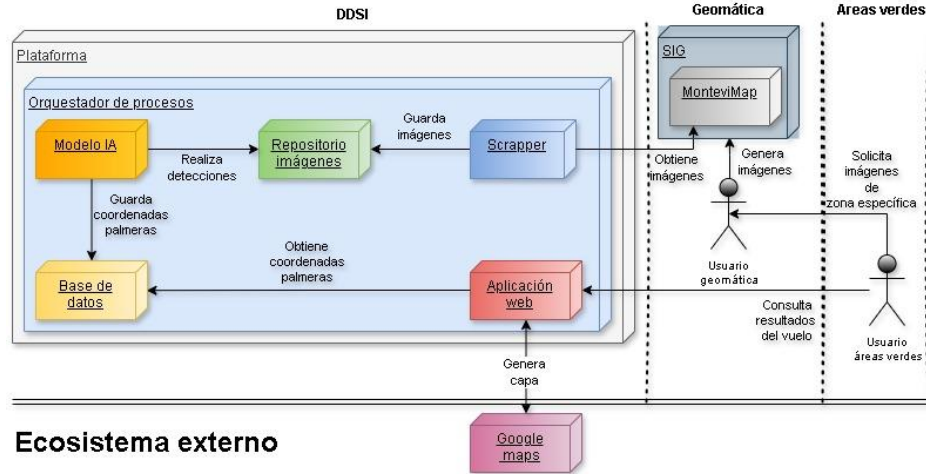 DDSI
Geomática
Areas verdes
Plataforma
SIG
MonteviMap
Orquestador de procesos
Modelo IA
Realiza
detecciones
Repositorio
imágenes
Guarda
imágenes
Scrapper
Obtiene
imágenes
Genera
imágenes
Solicita
imágenes
de
zona específica
Guarda
coordenadas
palmeras
Base de
datos
Obtiene
coordenadas
palmeras
Aplicación
web
Usuario
geomática
Consulta
resultados
del vuelo
Usuario
áreas verdes
Genera
capa
Ecosistema externo
Google
maps